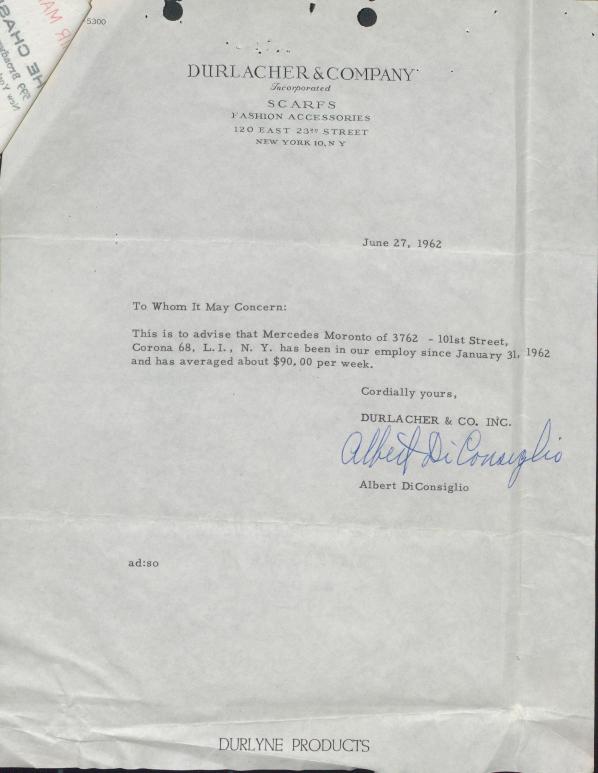 5300
DURLACHER & COMPANY
Incorporated
SCARFS
FASHION ACCESSORIES
120 EAST 23RD STREET
NEW YORK 10, N Y
June 27, 1962
To Whom It May Concern:
This is to advise that Mercedes Moronto of 3762 - 101st Street,
Corona 68, L.I., N. Y. has been in our employ since January 31, 1962
and has averaged about $90.00 per week.
Cordially yours,
DURLACHER & CO. INC.
Albert DiConsiglio
Albert DiConsiglio
ad:so
DURLYNE PRODUCTS